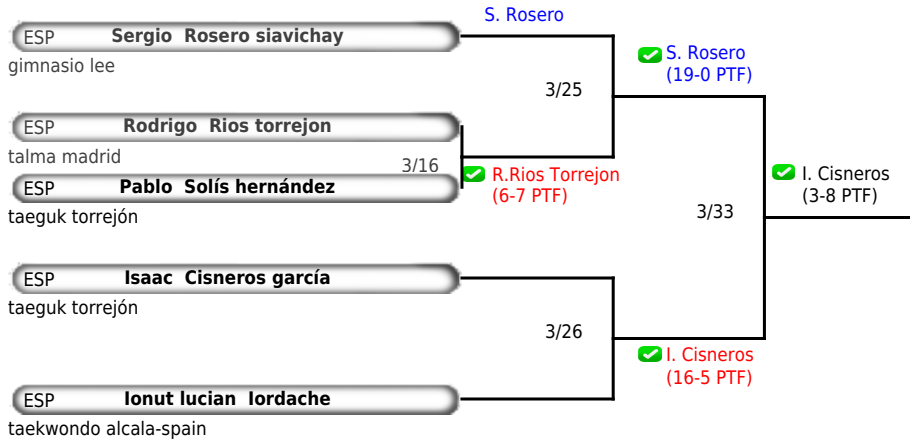 S. Rosero
ESP Sergio Rosero siavichay
gimnasio lee
S. Rosero
(19-0 PTF)
3/25
ESP Rodrigo Rios torrejon
talma madrid
3/16
R.Rios Torrejon
(6-7 PTF)
ESP Pablo Solís hernández
taeguk torrejón
I. Cisneros
(3-8 PTF)
3/33
ESP Isaac Cisneros garcía
taeguk torrejón
3/26
I. Cisneros
(16-5 PTF)
ESP Ionut lucian Iordache
taekwondo alcala-spain